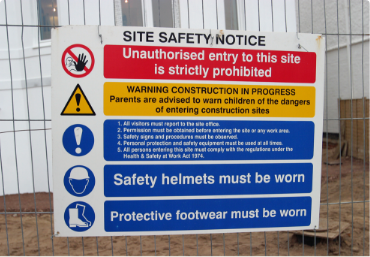 SITE SAFETY NOTICE
Unauthorised entry to this site
is strictly prohibited
WARNING CONSTRUCTION IN PROGRESS
Parents are advised to warn children of the dangers
of entering construction sites
1. All visitors must report to the site office.
2. Permission must be obtained before entering the site or any work area.
3. Safety signs and procedures must be observed.
4. Personal protection and safety equipment must be used at all times.
5. All persons entering this site must comply with the regulations under the
Health & Safety at Work Act 1974.
Safety helmets must be worn
Protective footwear must be worn